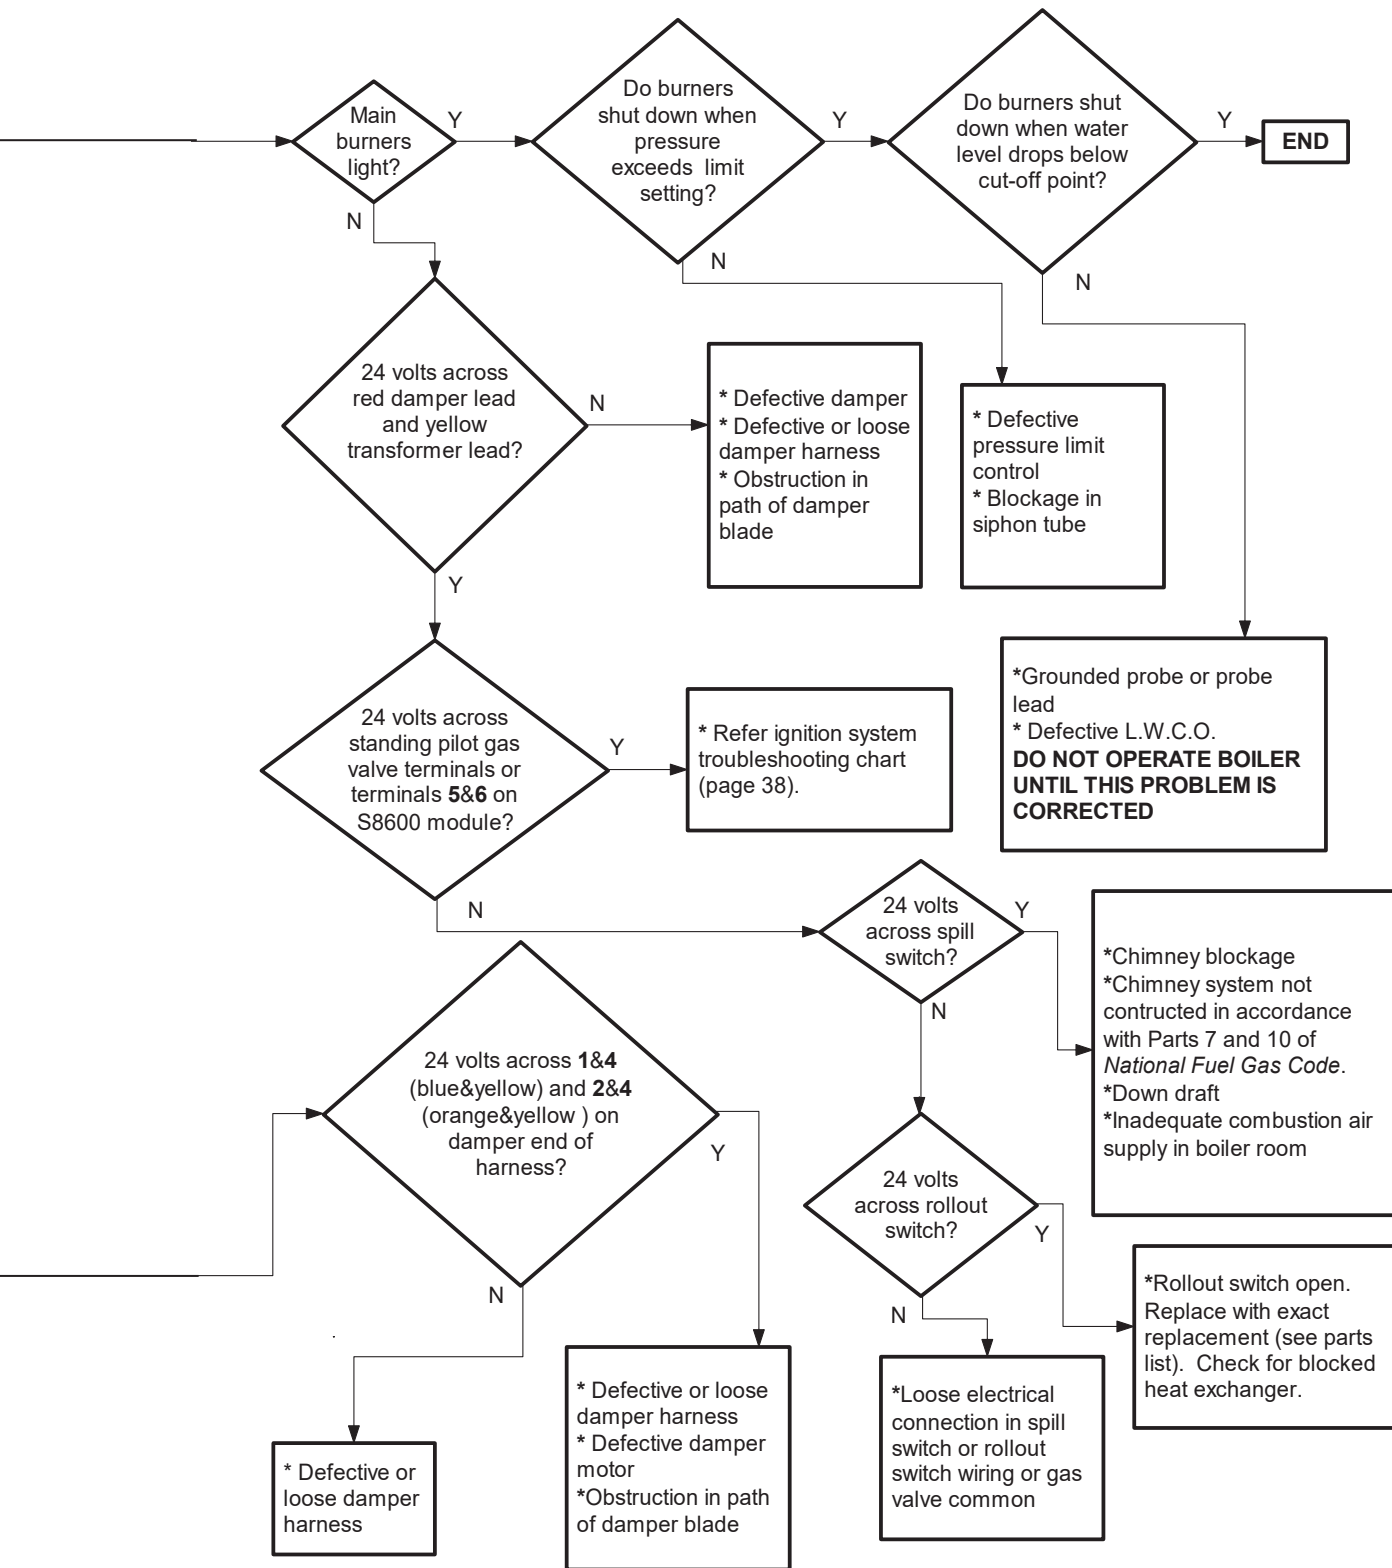 Main
burners
light?
Y
N
Do burners
shut down when
pressure
exceeds limit
setting?
Y
N
Do burners shut
down when water
level drops below
cut-off point?
Y
N
END
24 volts across
red damper lead
and yellow
transformer lead?
N
Y
* Defective damper
* Defective or loose
damper harness
* Obstruction in
path of damper
blade
* Defective
pressure limit
control
* Blockage in
siphon tube
*Grounded probe or probe
lead
* Defective L.W.C.O.
DO NOT OPERATE BOILER
UNTIL THIS PROBLEM IS
CORRECTED
24 volts across
standing pilot gas
valve terminals or
terminals 5&6 on
S8600 module?
Y
N
* Refer ignition system
troubleshooting chart
(page 38).
24 volts
across spill
switch?
Y
N
*Chimney blockage
*Chimney system not
contructed in accordance
with Parts 7 and 10 of
National Fuel Gas Code.
*Down draft
*Inadequate combustion air
supply in boiler room
24 volts across 1&4
(blue&yellow) and 2&4
(orange&yellow ) on
damper end of
harness?
Y
N
24 volts
across rollout
switch?
Y
N
*Rollout switch open.
Replace with exact
replacement (see parts
list). Check for blocked
heat exchanger.
* Defective or
loose damper
harness
* Defective or loose
damper harness
* Defective damper
motor
*Obstruction in path
of damper blade
*Loose electrical
connection in spill
switch or rollout
switch wiring or gas
valve common